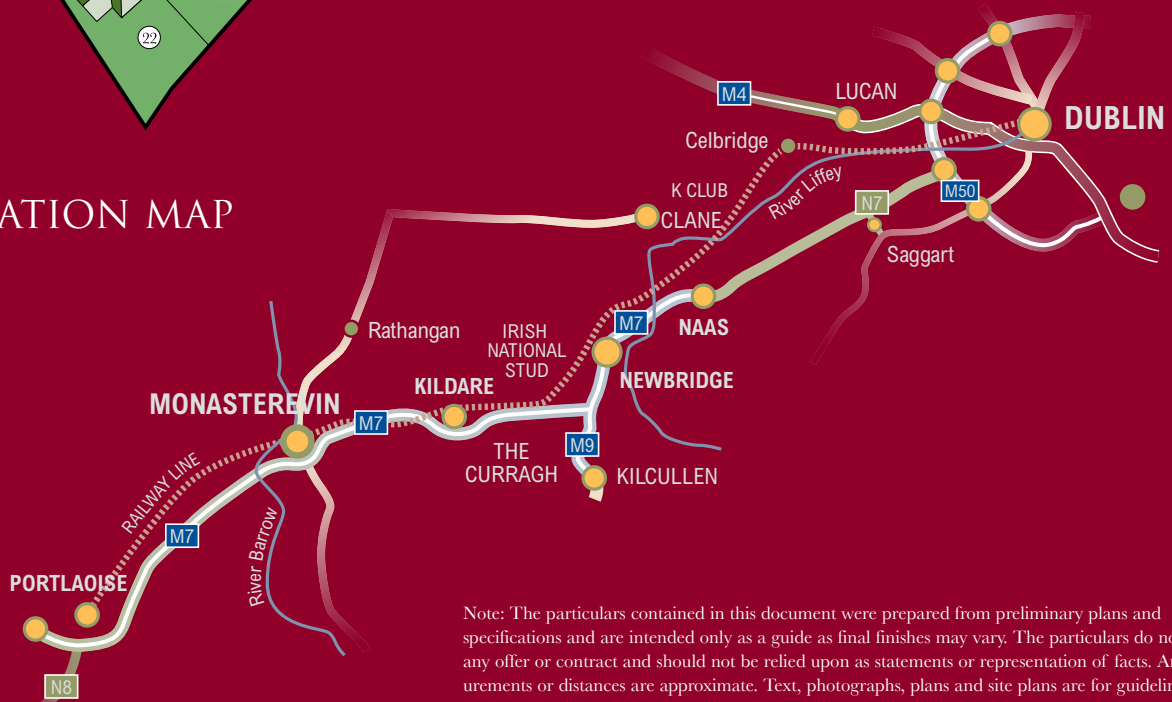 22
ATION MAP
M4
LUCAN
DUBLIN
Celbridge
K CLUB
CLANE
River Liffey
N7
M50
Saggart
Rathangan
IRISH
NATIONAL
STUD
M7
NAAS
NEWBRIDGE
KILDARE
MONASTEREVIN
M7
THE
CURRAGH
M9
KILCULLEN
RAILWAY LINE
M7
River Barrow
PORTLAOISE
N8
Note: The particulars contained in this document were prepared from preliminary plans and
specifications and are intended only as a guide as final finishes may vary. The particulars do no
any offer or contract and should not be relied upon as statements or representation of facts. A
urements or distances are approximate. Text, photographs, plans and site plans are for guidelin